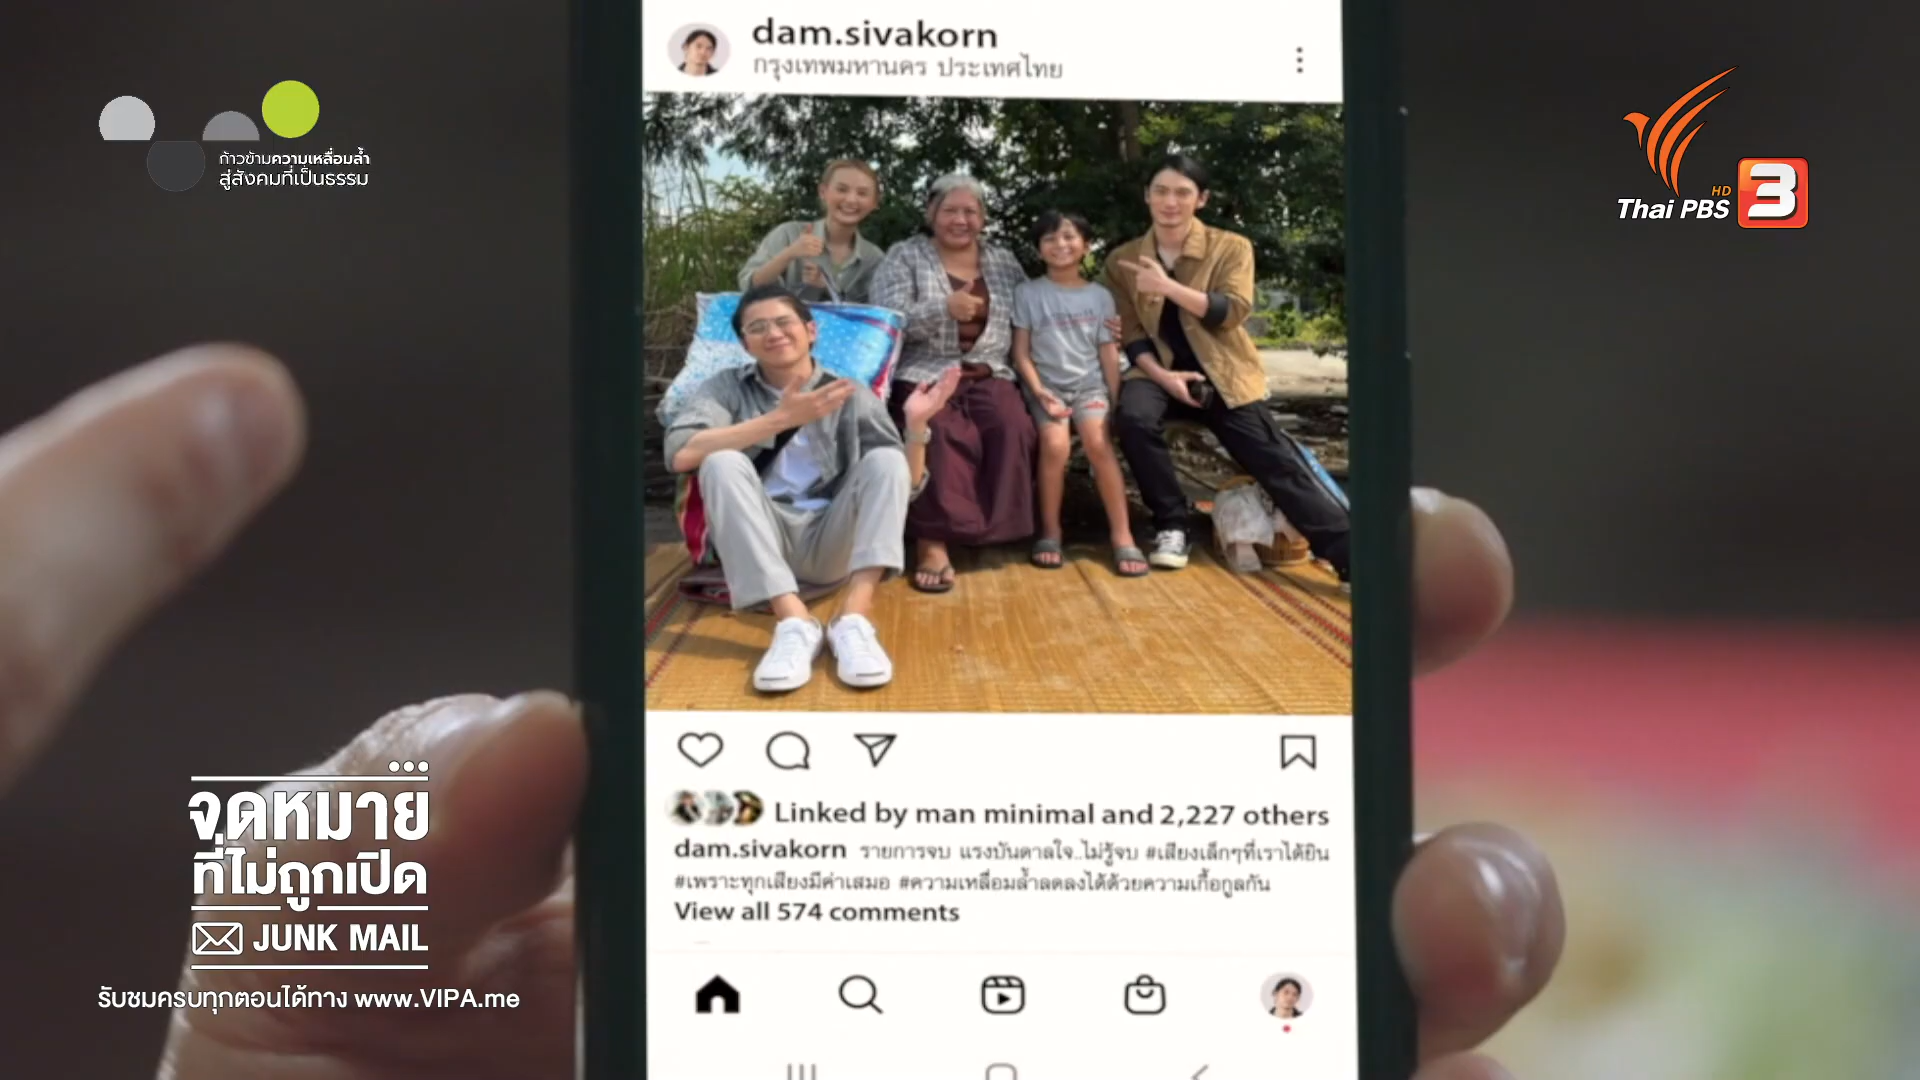 dam.sivakorn
กรุงเทพมหานคร ประเทศไทย
ก้าวข้ามความเหลื่อมล้ำ
สู่สังคมที่เป็นธรรม
HD
Thai PBS 3
Linked by man minimal and 2,227 others
dam.sivakorn รายการจบ แรงบันดาลใจ..ไม่รู้จบ #เสียงเล็กๆที่เราได้ยิน
#เพราะทุกเสียงมีค่าเสมอ #ความเหลื่อมล้ำลดลงได้ด้วยความเกื้อกูลกัน
View all 574 comments
จดหมาย
ที่ไม่ถูกเปิด
JUNK MAIL
รับชมครบทุกตอนได้ทาง www.VIPA.me